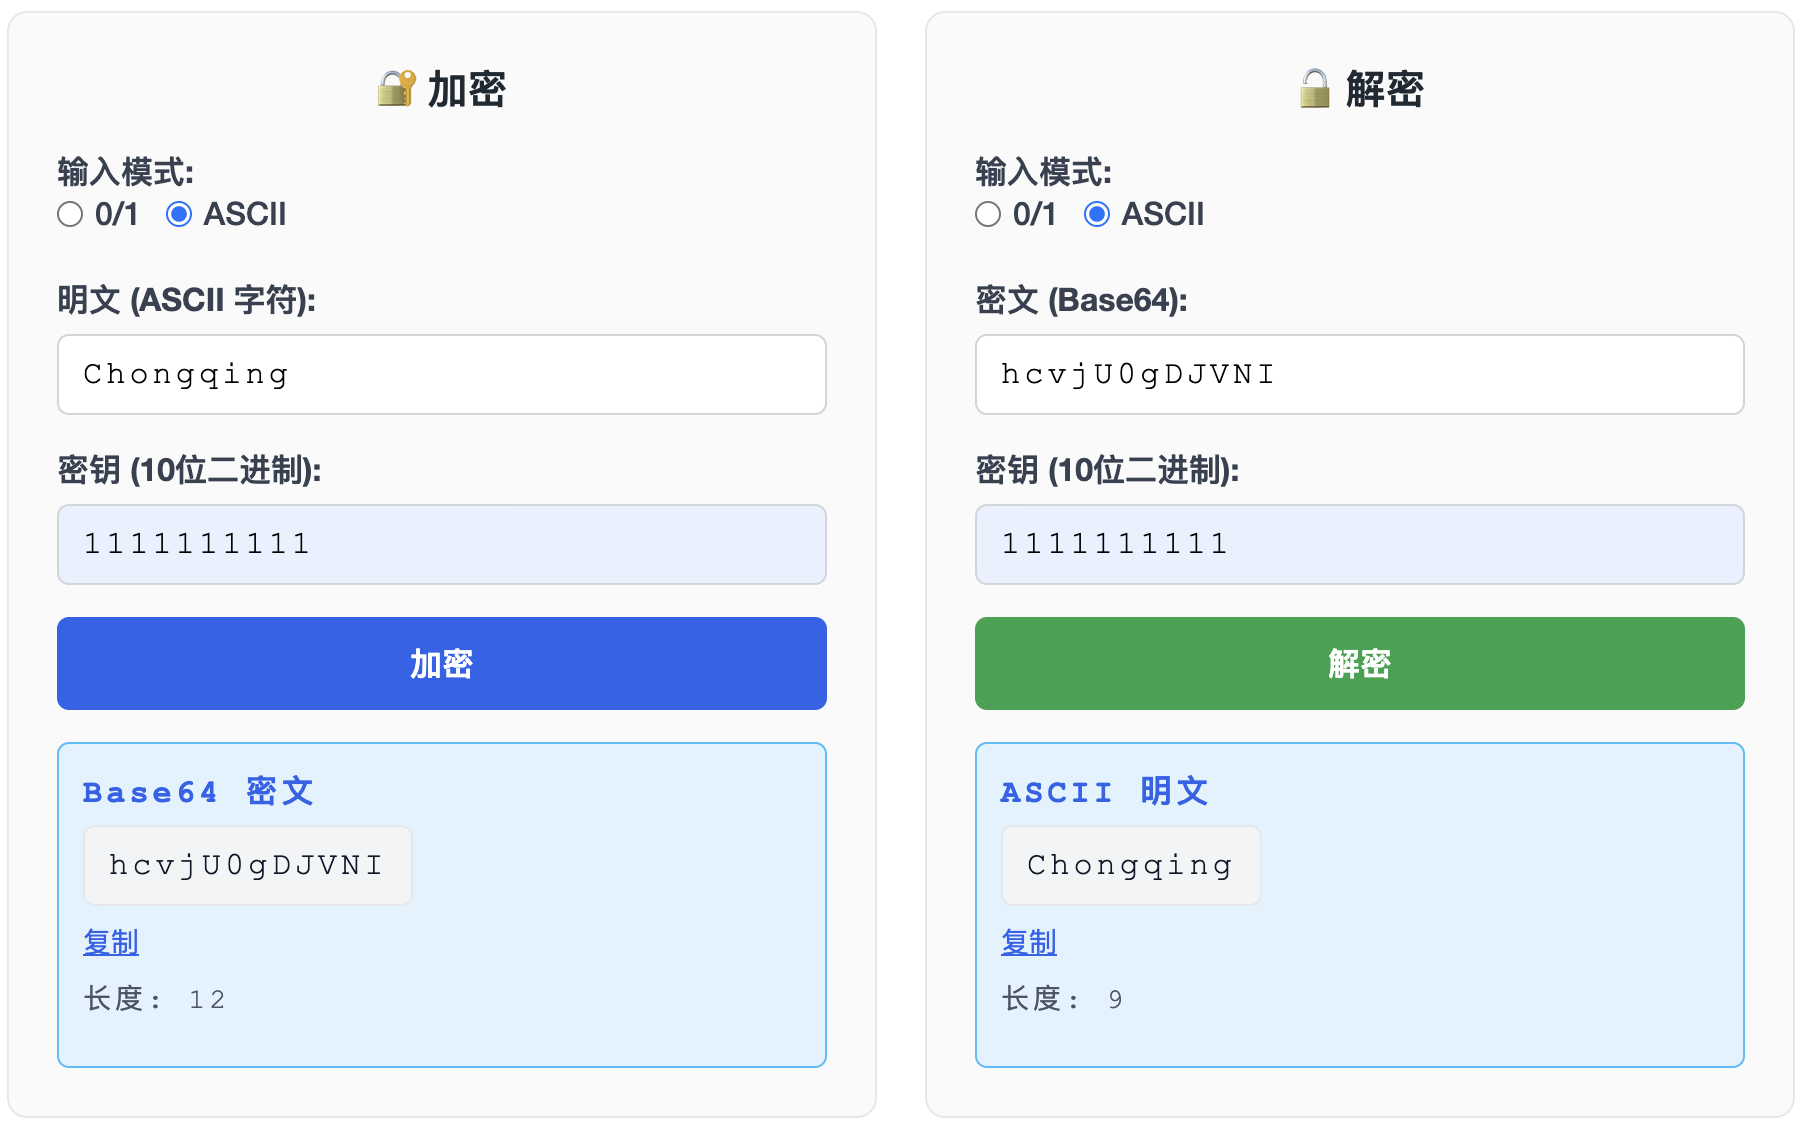 加密
输入模式:
0/1 ASCII
明文 (ASCII 字符):
Chongqing
密钥 (10位二进制):
1111111111
加密
Base64 密文
hcvjU0gDJVNI
复制
长度: 12
解密
输入模式:
0/1 ASCII
密文 (Base64):
hcvjU0gDJVNI
密钥 (10位二进制):
1111111111
解密
ASCII 明文
Chongqing
复制
长度: 9